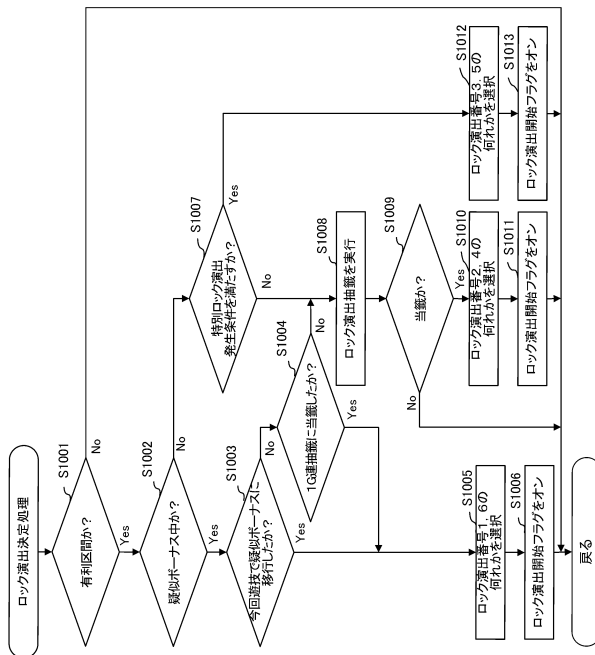 ロック演出決定処理
S1001
有利区間か？
No
Yes
S1002
疑似ボーナス中か？
No
Yes
S1003
今回遊技で疑似ボーナスに
移行したか？
No
Yes
S1004
1G連抽籤に当籤したか？
No
Yes
S1005
ロック演出番号1, 6の
何れかを選択
S1006
ロック演出開始フラグをオン
S1007
特別ロック演出
発生条件を満たすか？
Yes
No
S1008
ロック演出抽籤を実行
S1009
当籤か？
No
Yes
S1010
ロック演出番号2, 4の
何れかを選択
S1011
ロック演出開始フラグをオン
S1012
ロック演出番号3, 5の
何れかを選択
S1013
ロック演出開始フラグをオン
戻る